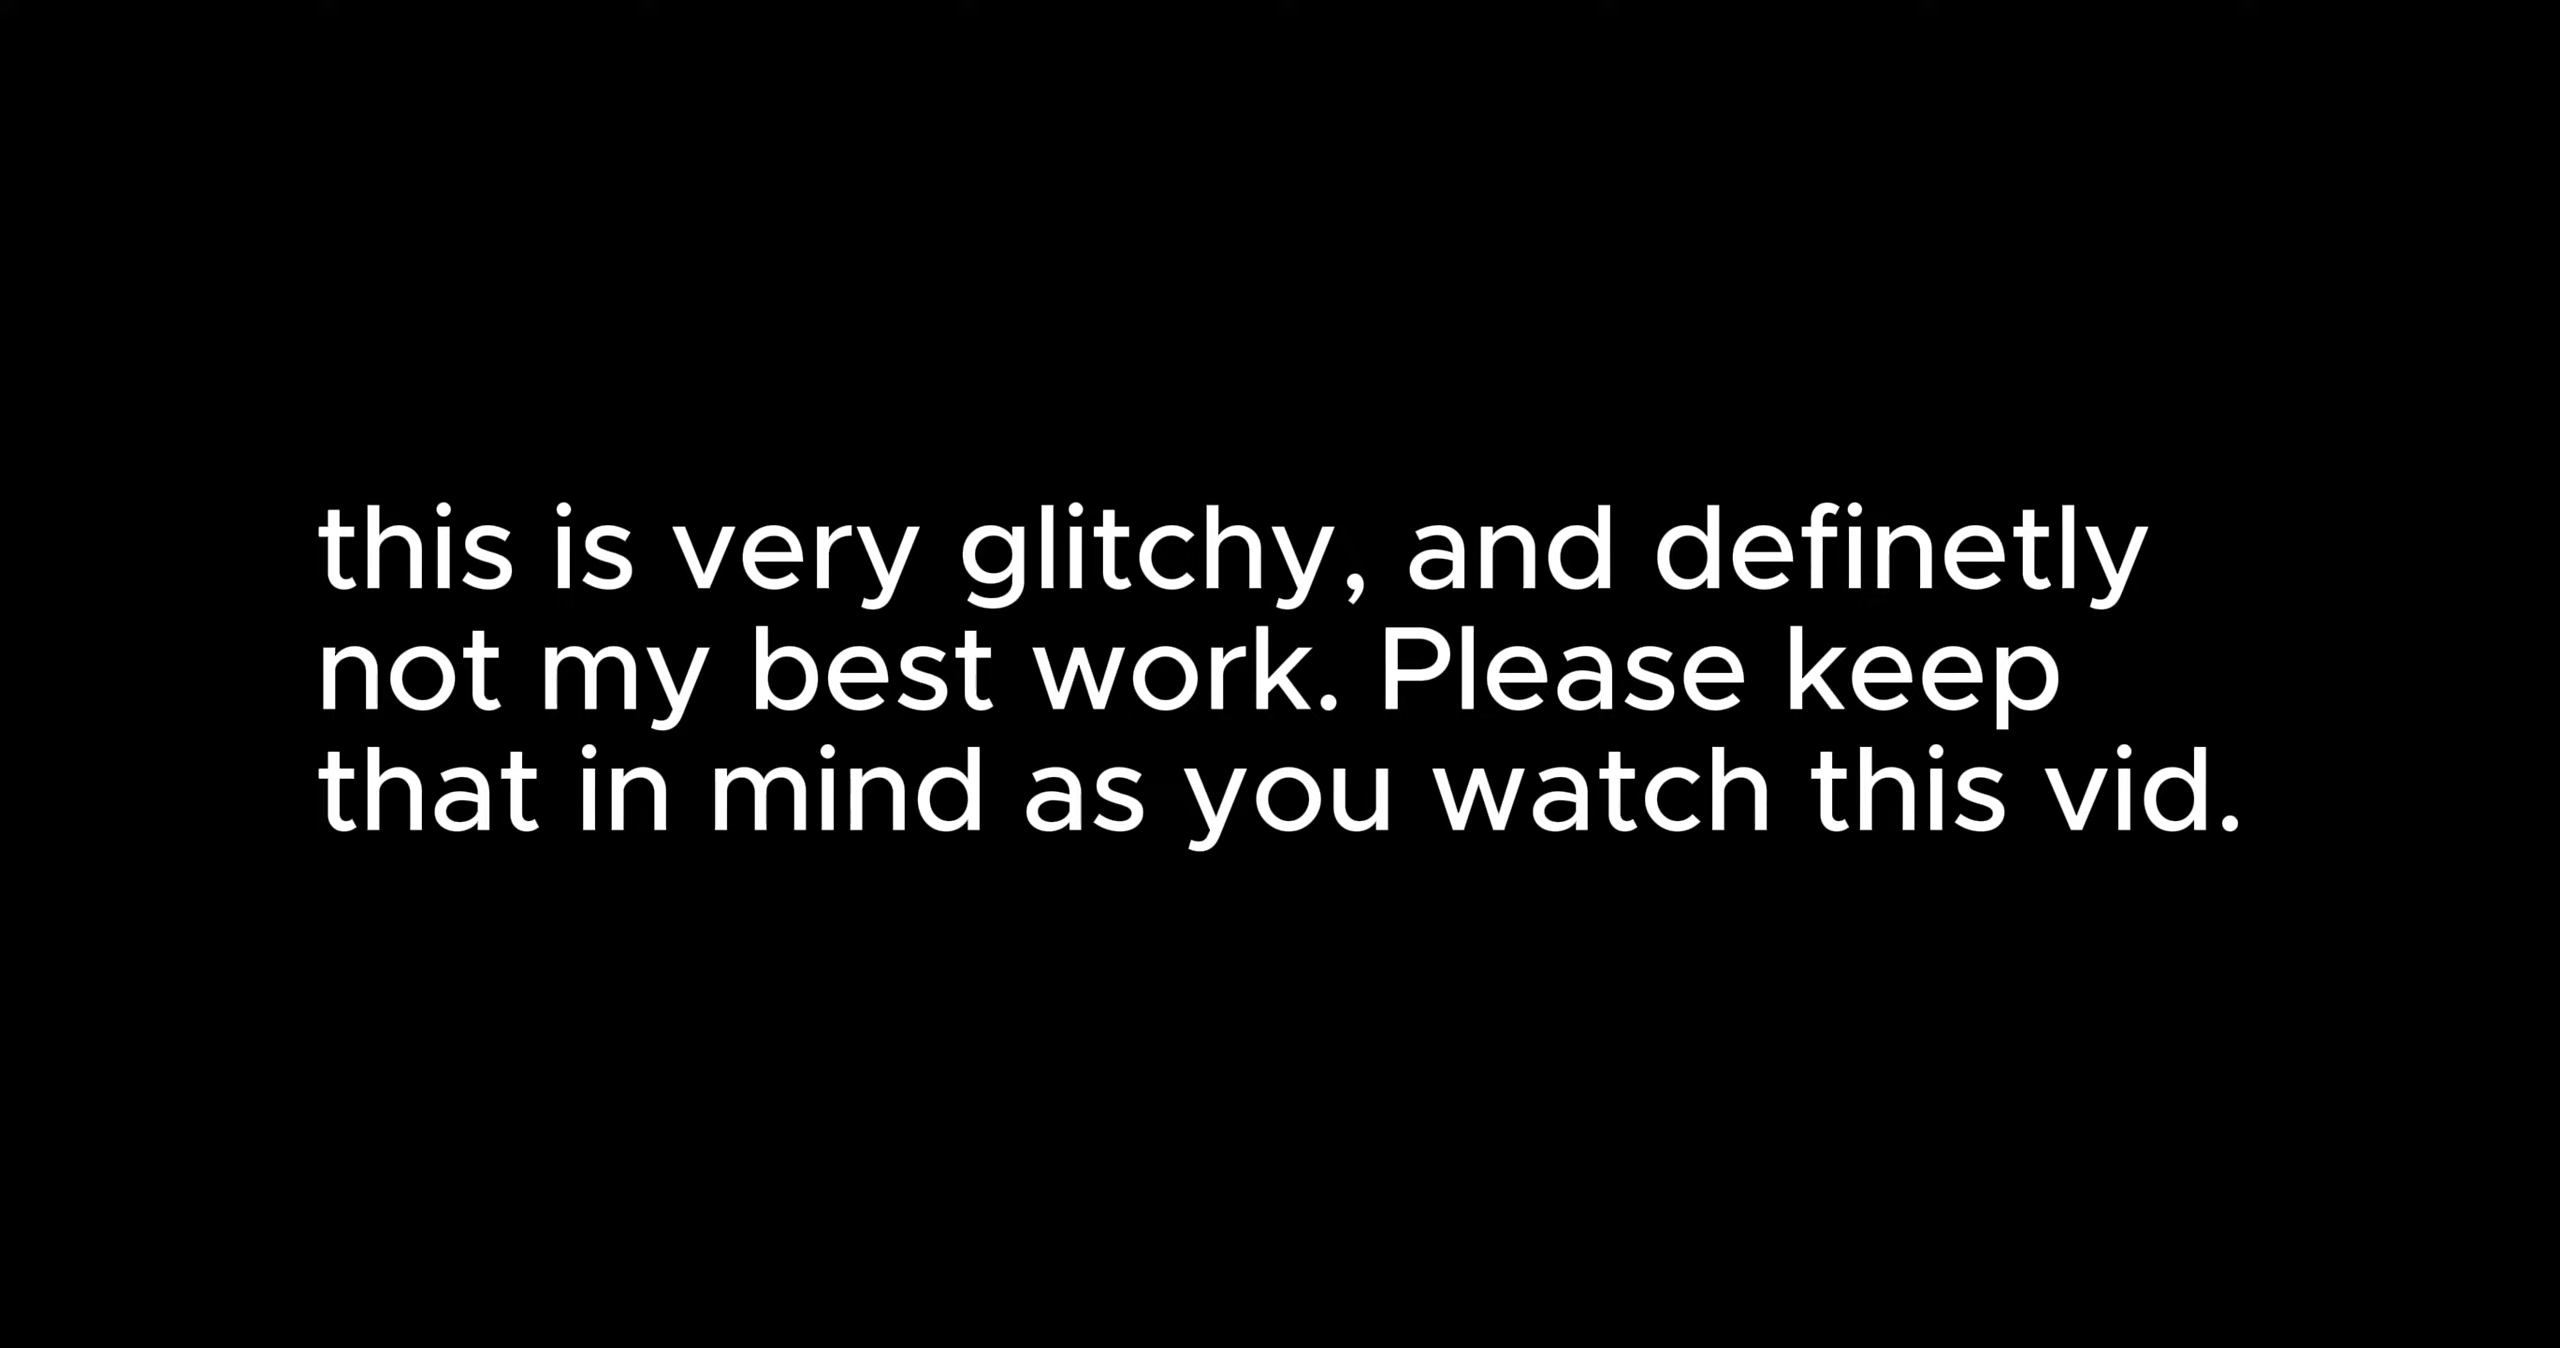 this is very glitchy, and definetly
not my best work. Please keep
that in mind as you watch this vid.